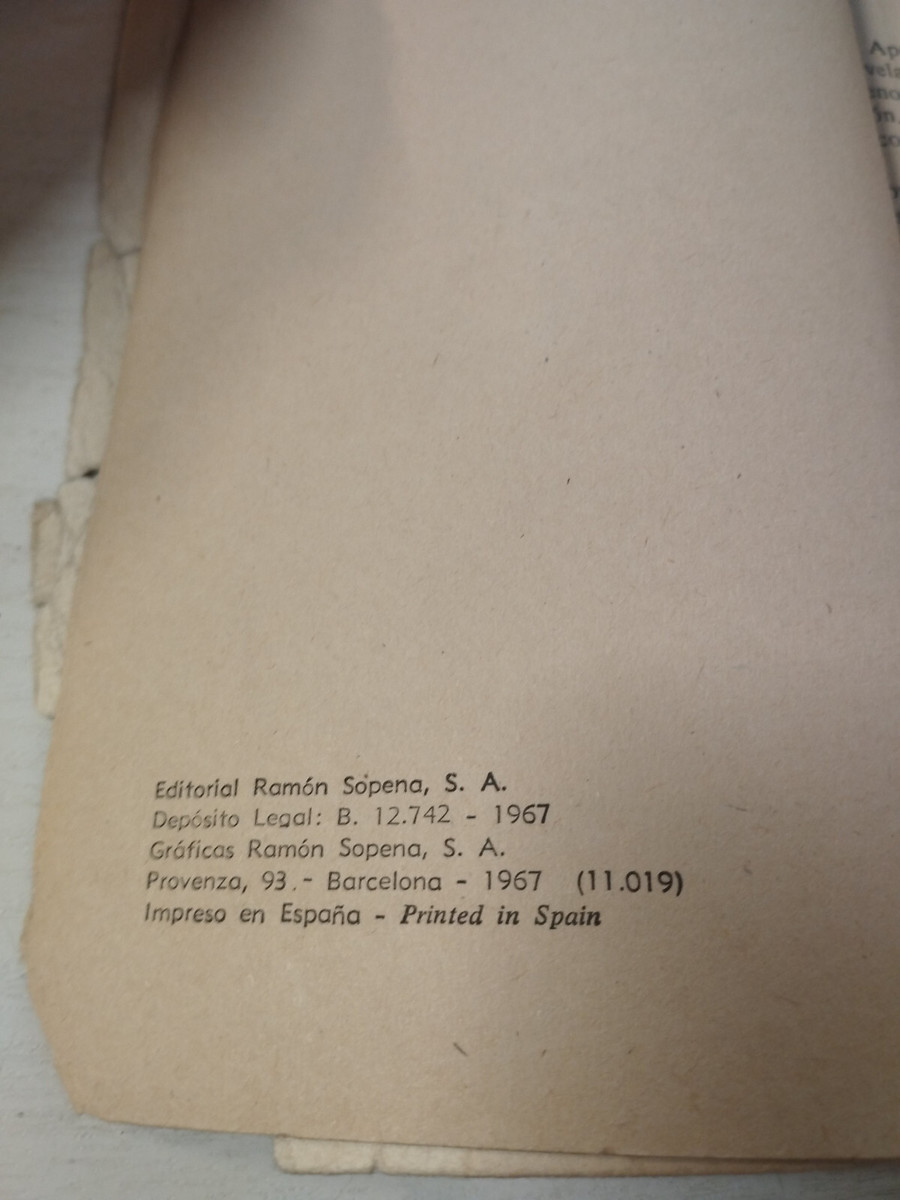 Editorial Ramón Sopena, S. A.
Depósito Legal: B. 12.742 - 1967
Gráficas Ramón Sopena, S. A.
Provenza, 93.- Barcelona - 1967 (11.019)
Impreso en España - Printed in Spain